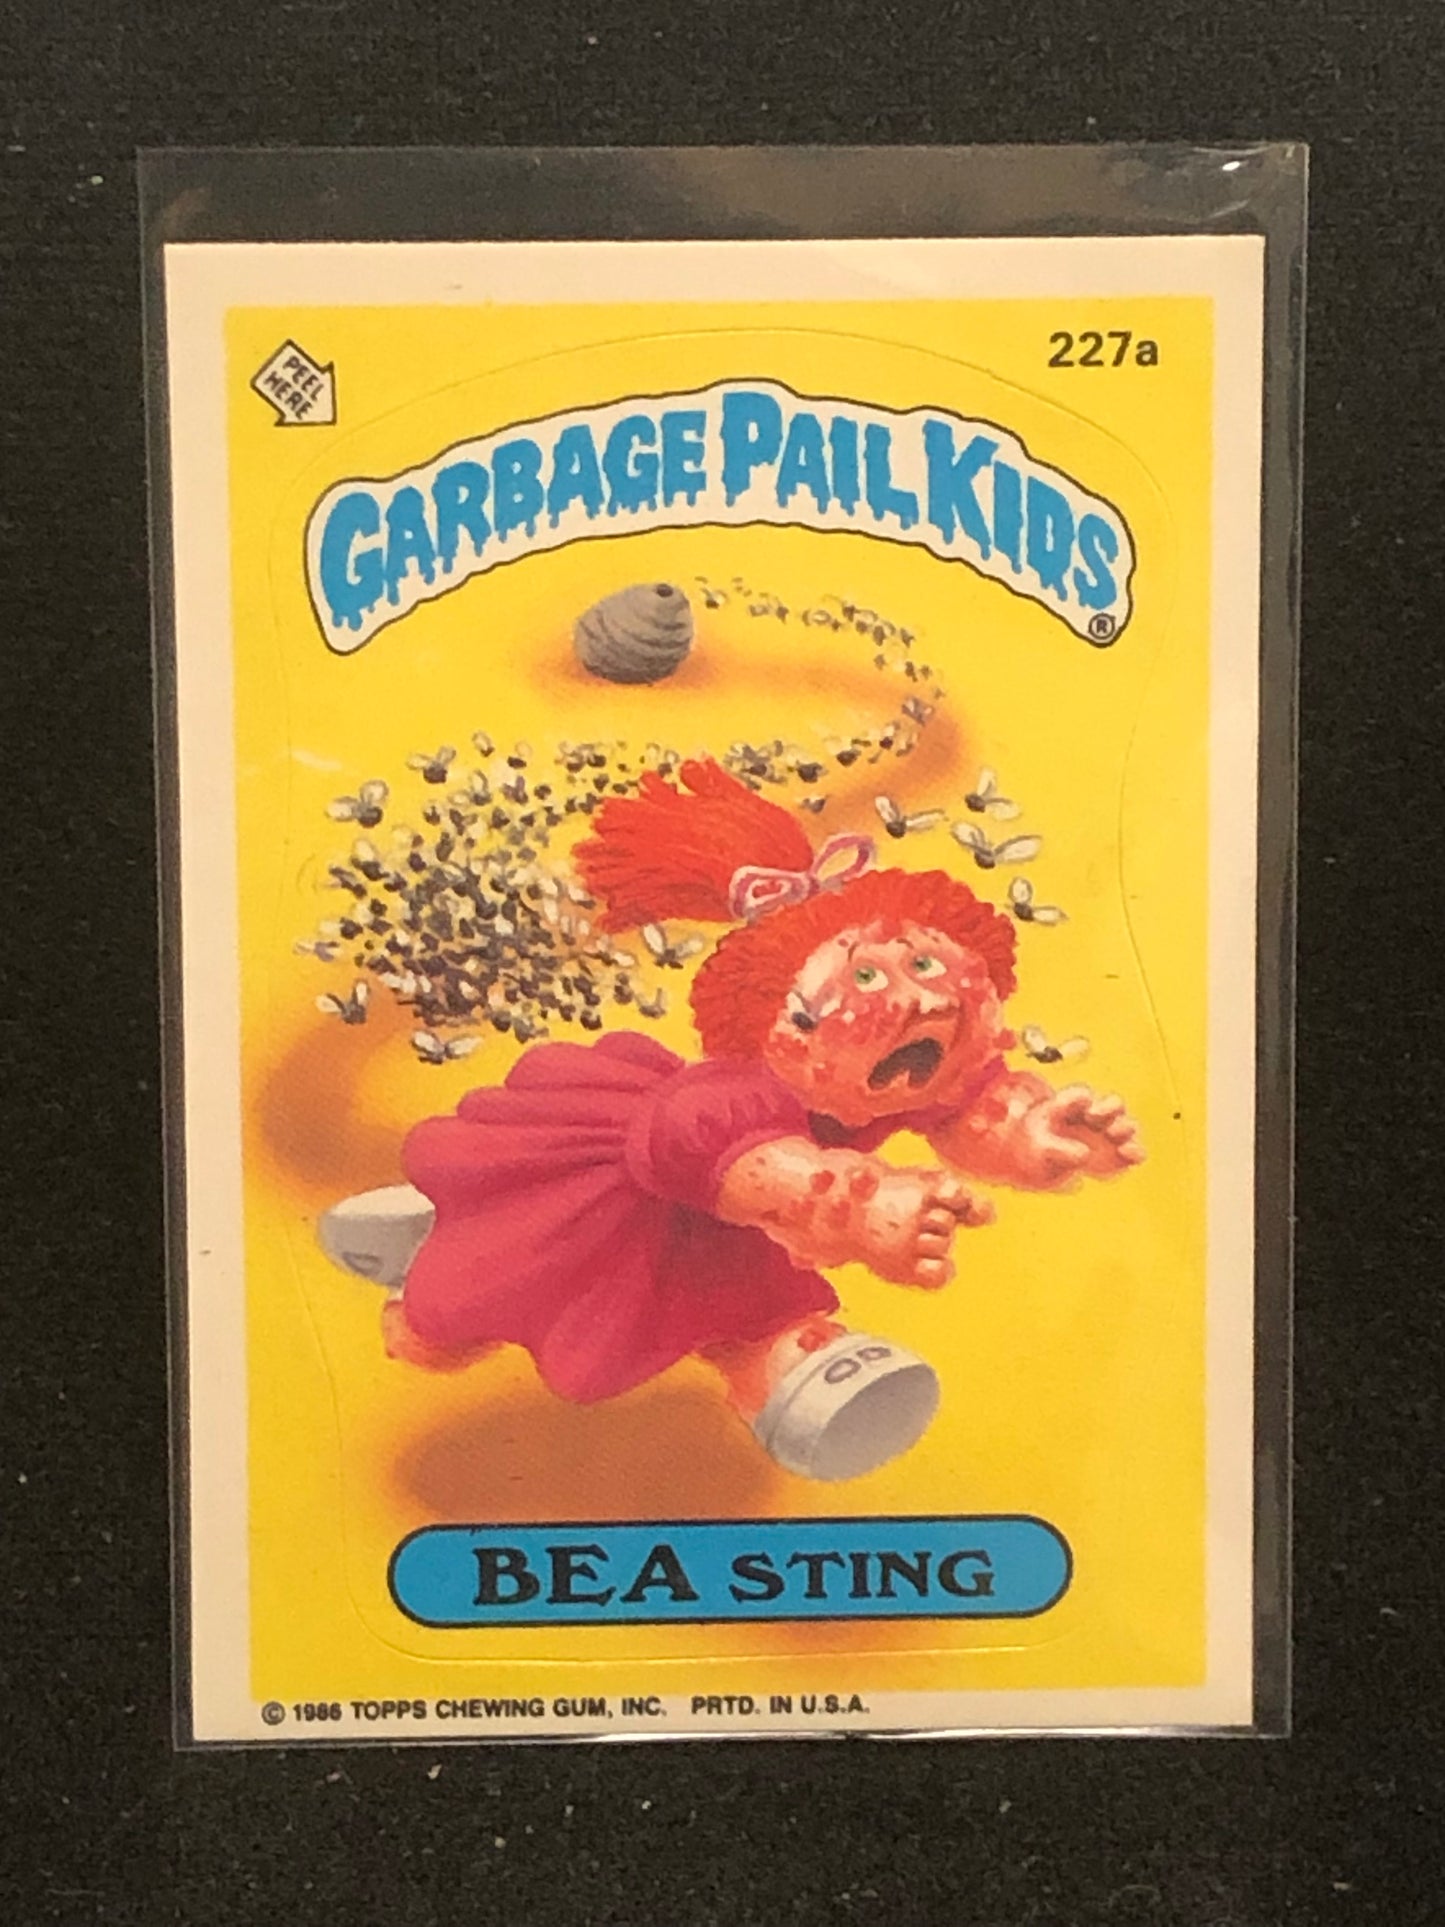 227a
PEEL
HERE
GARBAGE PAIL KIDS
®
BEA STING
© 1986 TOPPS CHEWING GUM, INC. PRTD. IN U.S.A.